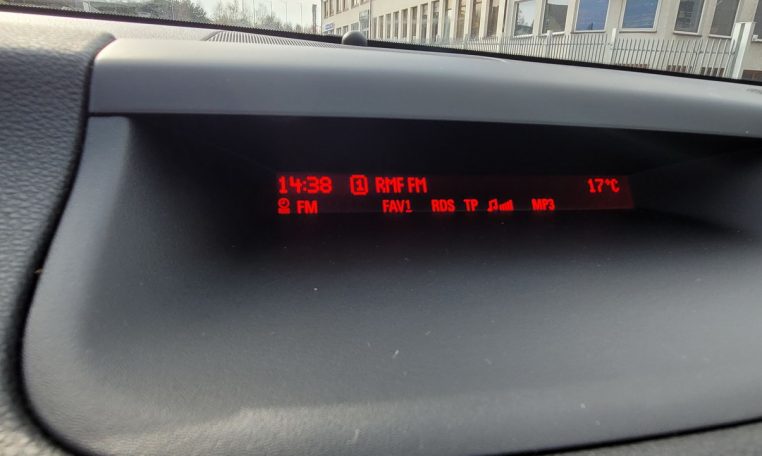 14:38 1 RMF FM 17°C
FM FAV1 RDS TP MP3